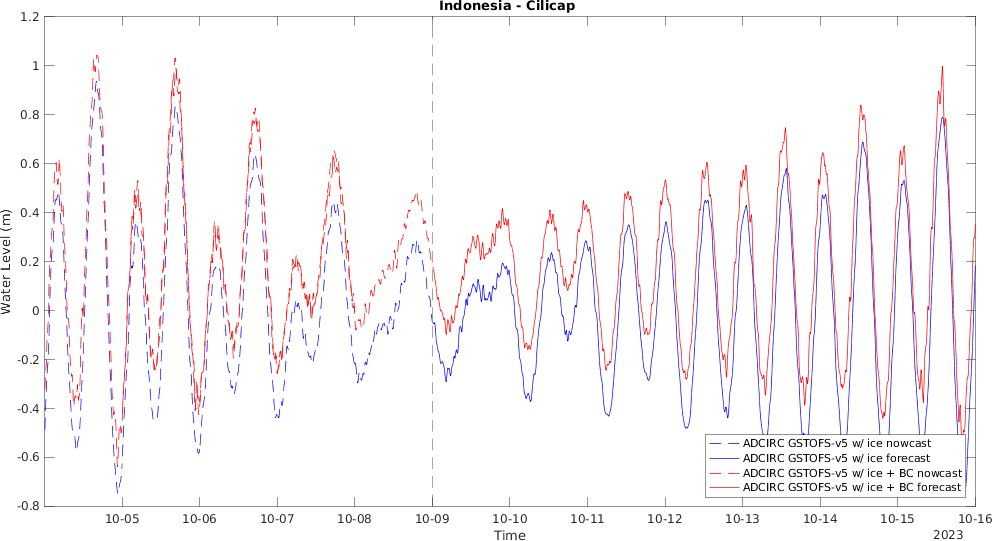 Indonesia - Cilicap
1.2
1
0.8
0.6
0.4
0.2
0
-0.2
-0.4
-0.6
-0.8
Water Level (m)
ADCIRC GSTOFS-v5 w/ ice nowcast
ADCIRC GSTOFS-v5 w/ ice forecast
ADCIRC GSTOFS-v5 w/ ice + BC nowcast
ADCIRC GSTOFS-v5 w/ ice + BC forecast
10-05 10-06 10-07 10-08 10-09 10-10 10-11 10-12 10-13 10-14 10-15 10-16
Time
2023